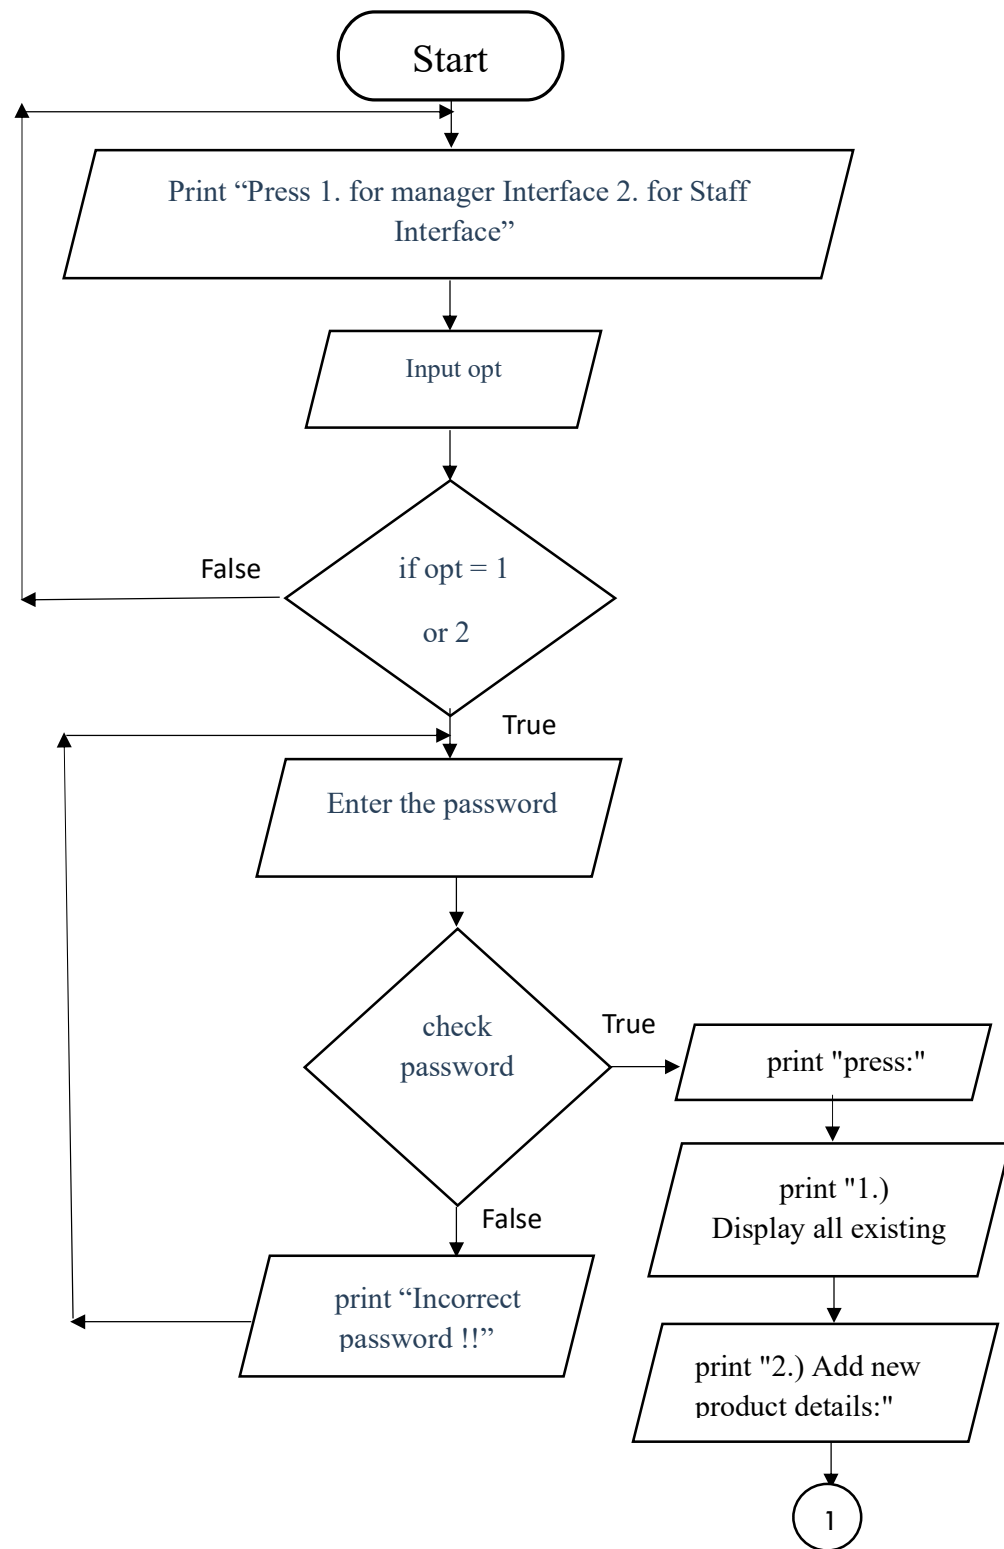 Start
Print “Press 1. for manager Interface 2. for Staff
Interface”
Input opt
False
if opt = 1
or 2
True
Enter the password
check
password
True
print "press:"
print "1.)
Display all existing
False
print “Incorrect
password !!”
print "2.) Add new
product details:"
1